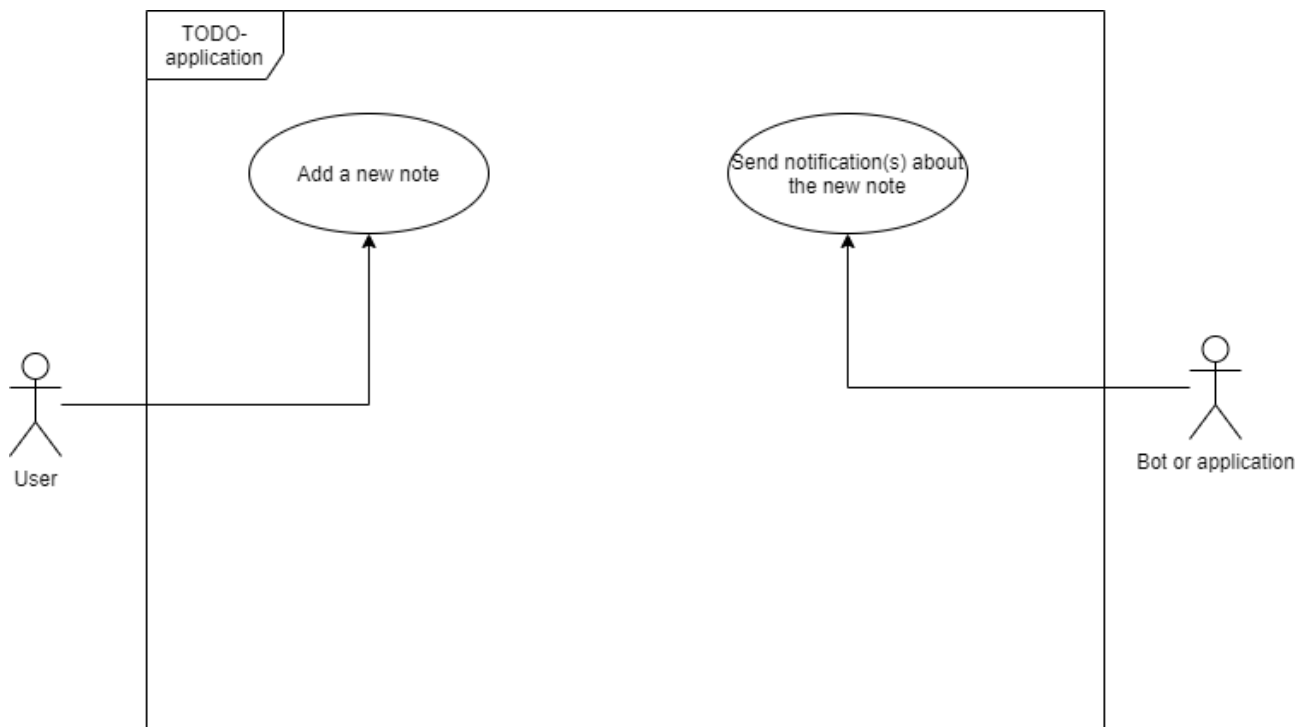 TODO-
application
Add a new note
Send notification(s) about
the new note
User
Bot or application